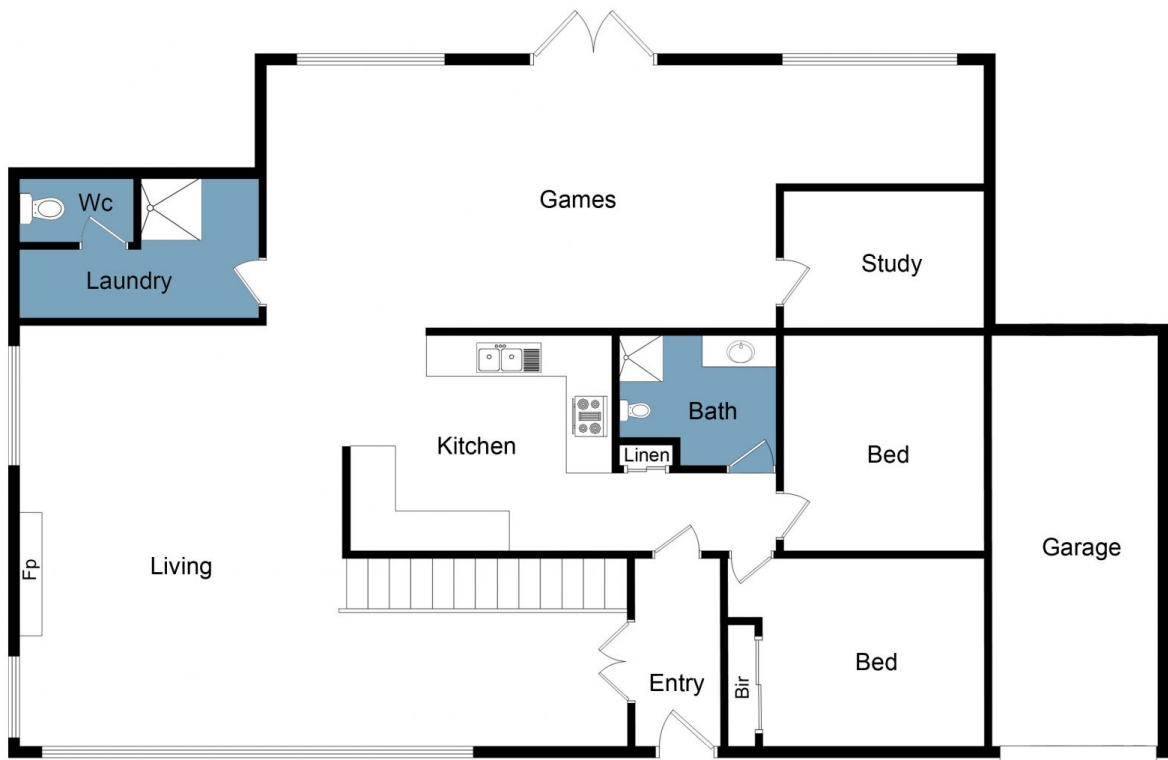 Wc
Games
Laundry
Study
Bath
Kitchen
Linen
Bed
Garage
Living
Fp
Entry
Bir
Bed